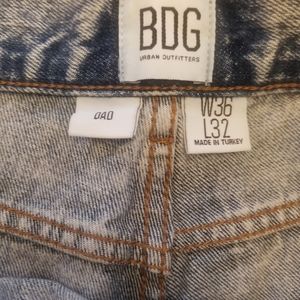 BDG
URBAN OUTFITTERS
DAD
W36
L32
MADE IN TURKEY